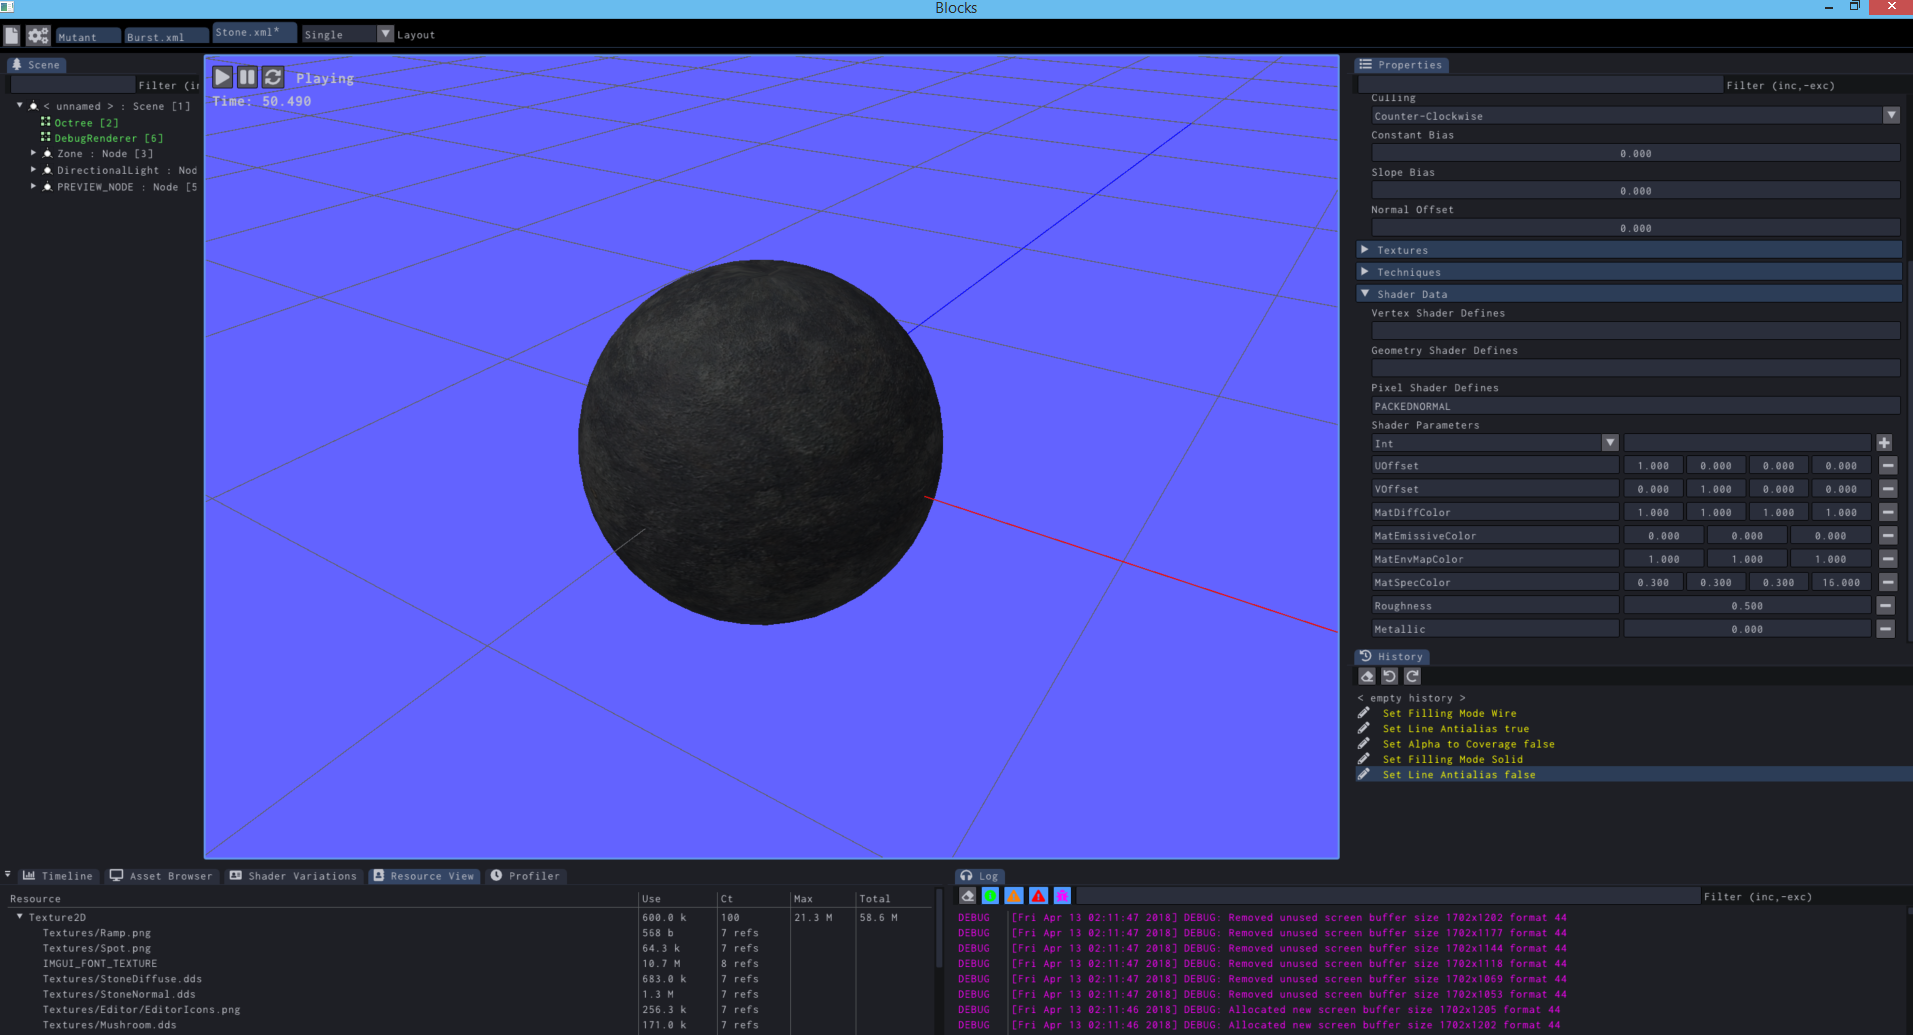 Blocks
Mutant Burst.xml Stone.xml* Single Layout
Scene
Filter (in
< unnamed > : Scene [1]
Octree [2]
DebugRenderer [6]
Zone : Node [3]
DirectionalLight : Nod
PREVIEW_NODE : Node [5
Playing
Time: 50.490
Properties
Filter (inc,-exc)
Culling
Counter-Clockwise
Constant Bias
0.000
Slope Bias
0.000
Normal Offset
0.000
Textures
Techniques
Shader Data
Vertex Shader Defines
Geometry Shader Defines
Pixel Shader Defines
PACKEDNORMAL
Shader Parameters
Int
UOffset 1.000 0.000 0.000 0.000
VOffset 0.000 1.000 0.000 0.000
MatDiffColor 1.000 1.000 1.000 1.000
MatEmissiveColor 0.000 0.000 0.000
MatEnvMapColor 1.000 1.000 1.000
MatSpecColor 0.300 0.300 0.300 16.000
Roughness 0.500
Metallic 0.000
History
< empty history >
Set Filling Mode Wire
Set Line Antialias true
Set Alpha to Coverage false
Set Filling Mode Solid
Set Line Antialias false
Timeline Asset Browser Shader Variations Resource View Profiler
Resource Use Ct Max Total
Texture2D 600.0 k 100 21.3 M 58.6 M
Textures/Ramp.png 568 b 7 refs
Textures/Spot.png 64.3 k 7 refs
IMGUI_FONT_TEXTURE 10.7 M 8 refs
Textures/StoneDiffuse.dds 683.0 k 7 refs
Textures/StoneNormal.dds 1.3 M 7 refs
Textures/Editor/EditorIcons.png 256.3 k 7 refs
Textures/Mushroom.dds 171.0 k 7 refs
Log
Filter (inc,-exc)
DEBUG [Fri Apr 13 02:11:47 2018] DEBUG: Removed unused screen buffer size 1702x1202 format 44
DEBUG [Fri Apr 13 02:11:47 2018] DEBUG: Removed unused screen buffer size 1702x1177 format 44
DEBUG [Fri Apr 13 02:11:47 2018] DEBUG: Removed unused screen buffer size 1702x1144 format 44
DEBUG [Fri Apr 13 02:11:47 2018] DEBUG: Removed unused screen buffer size 1702x1118 format 44
DEBUG [Fri Apr 13 02:11:47 2018] DEBUG: Removed unused screen buffer size 1702x1069 format 44
DEBUG [Fri Apr 13 02:11:47 2018] DEBUG: Removed unused screen buffer size 1702x1053 format 44
DEBUG [Fri Apr 13 02:11:46 2018] DEBUG: Allocated new screen buffer size 1702x1205 format 44
DEBUG [Fri Apr 13 02:11:46 2018] DEBUG: Allocated new screen buffer size 1702x1202 format 44